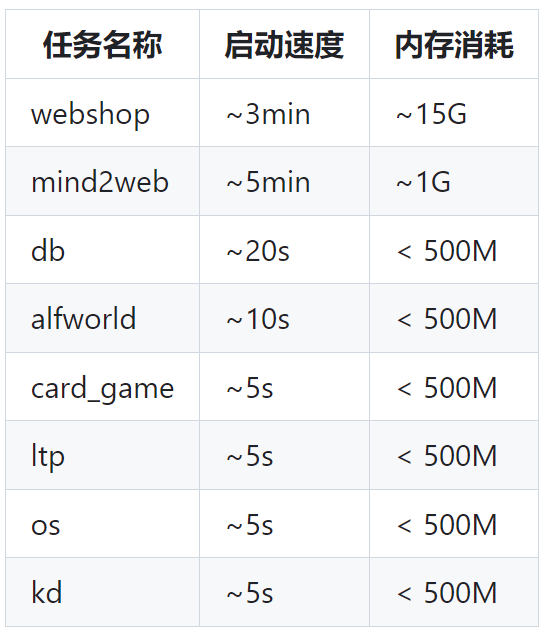 任务名称 启动速度 内存消耗
webshop ~3min ~15G
mind2web ~5min ~1G
db ~20s < 500M
alfworld ~10s < 500M
card_game ~5s < 500M
ltp ~5s < 500M
os ~5s < 500M
kd ~5s < 500M